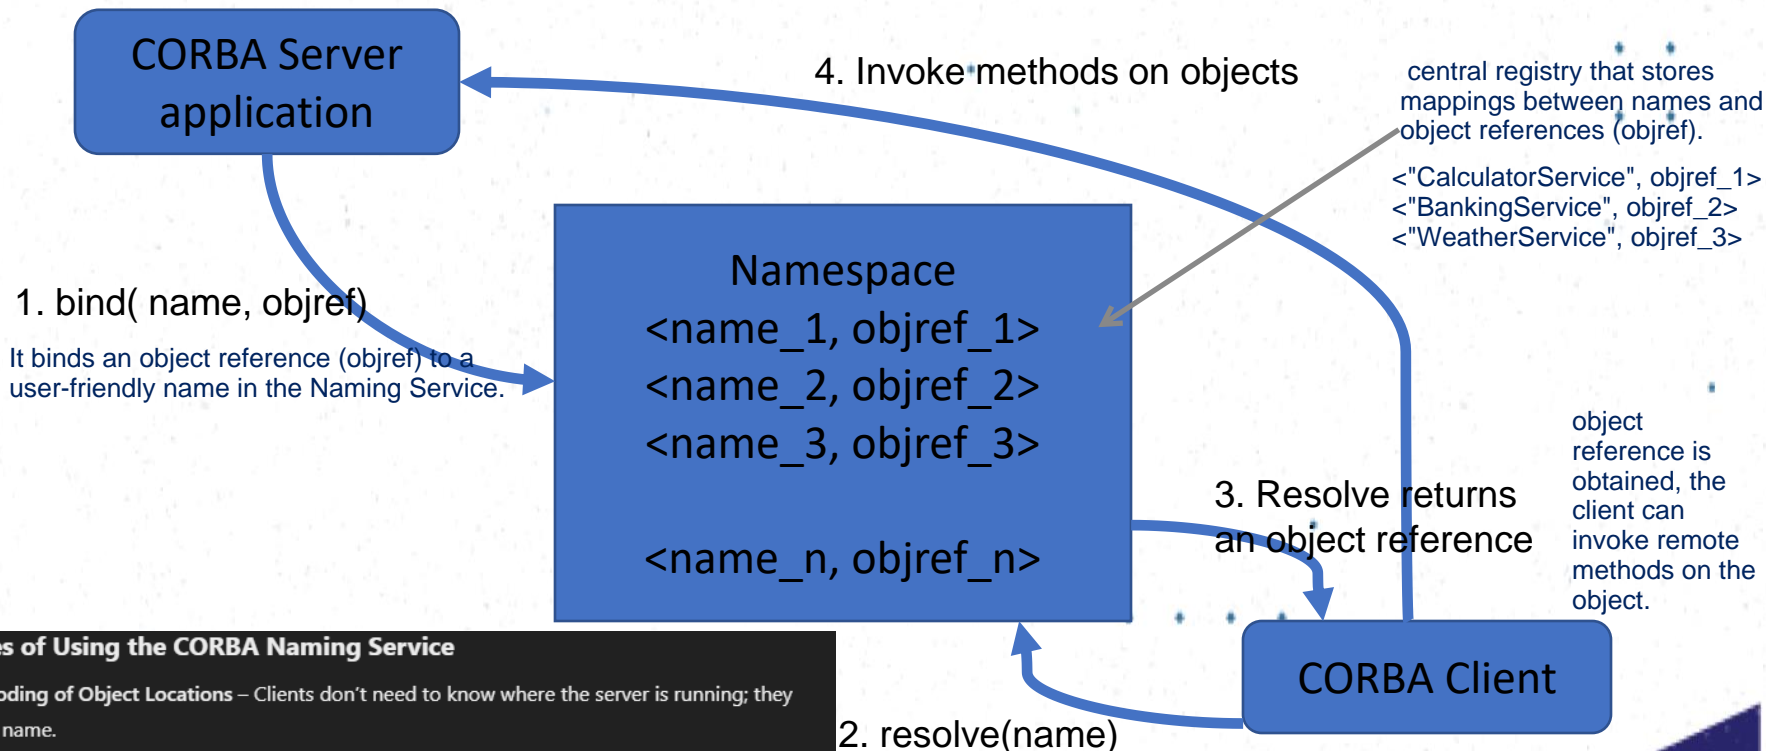 CORBA Server
application
4. Invoke methods on objects
central registry that stores
mappings between names and
object references (objref).
<"CalculatorService", objref_1>
<"BankingService", objref_2>
<"WeatherService", objref_3>
1. bind( name, objref)
It binds an object reference (objref) to a
user-friendly name in the Naming Service.
Namespace
<name_1, objref_1>
<name_2, objref_2>
<name_3, objref_3>
<name_n, objref_n>
3. Resolve returns
an object reference
object
reference is
obtained, the
client can
invoke remote
methods on the
object.
CORBA Client
2. resolve(name)
of Using the CORBA Naming Service
of Object Locations – Clients don't need to know where the server is running; they
name.